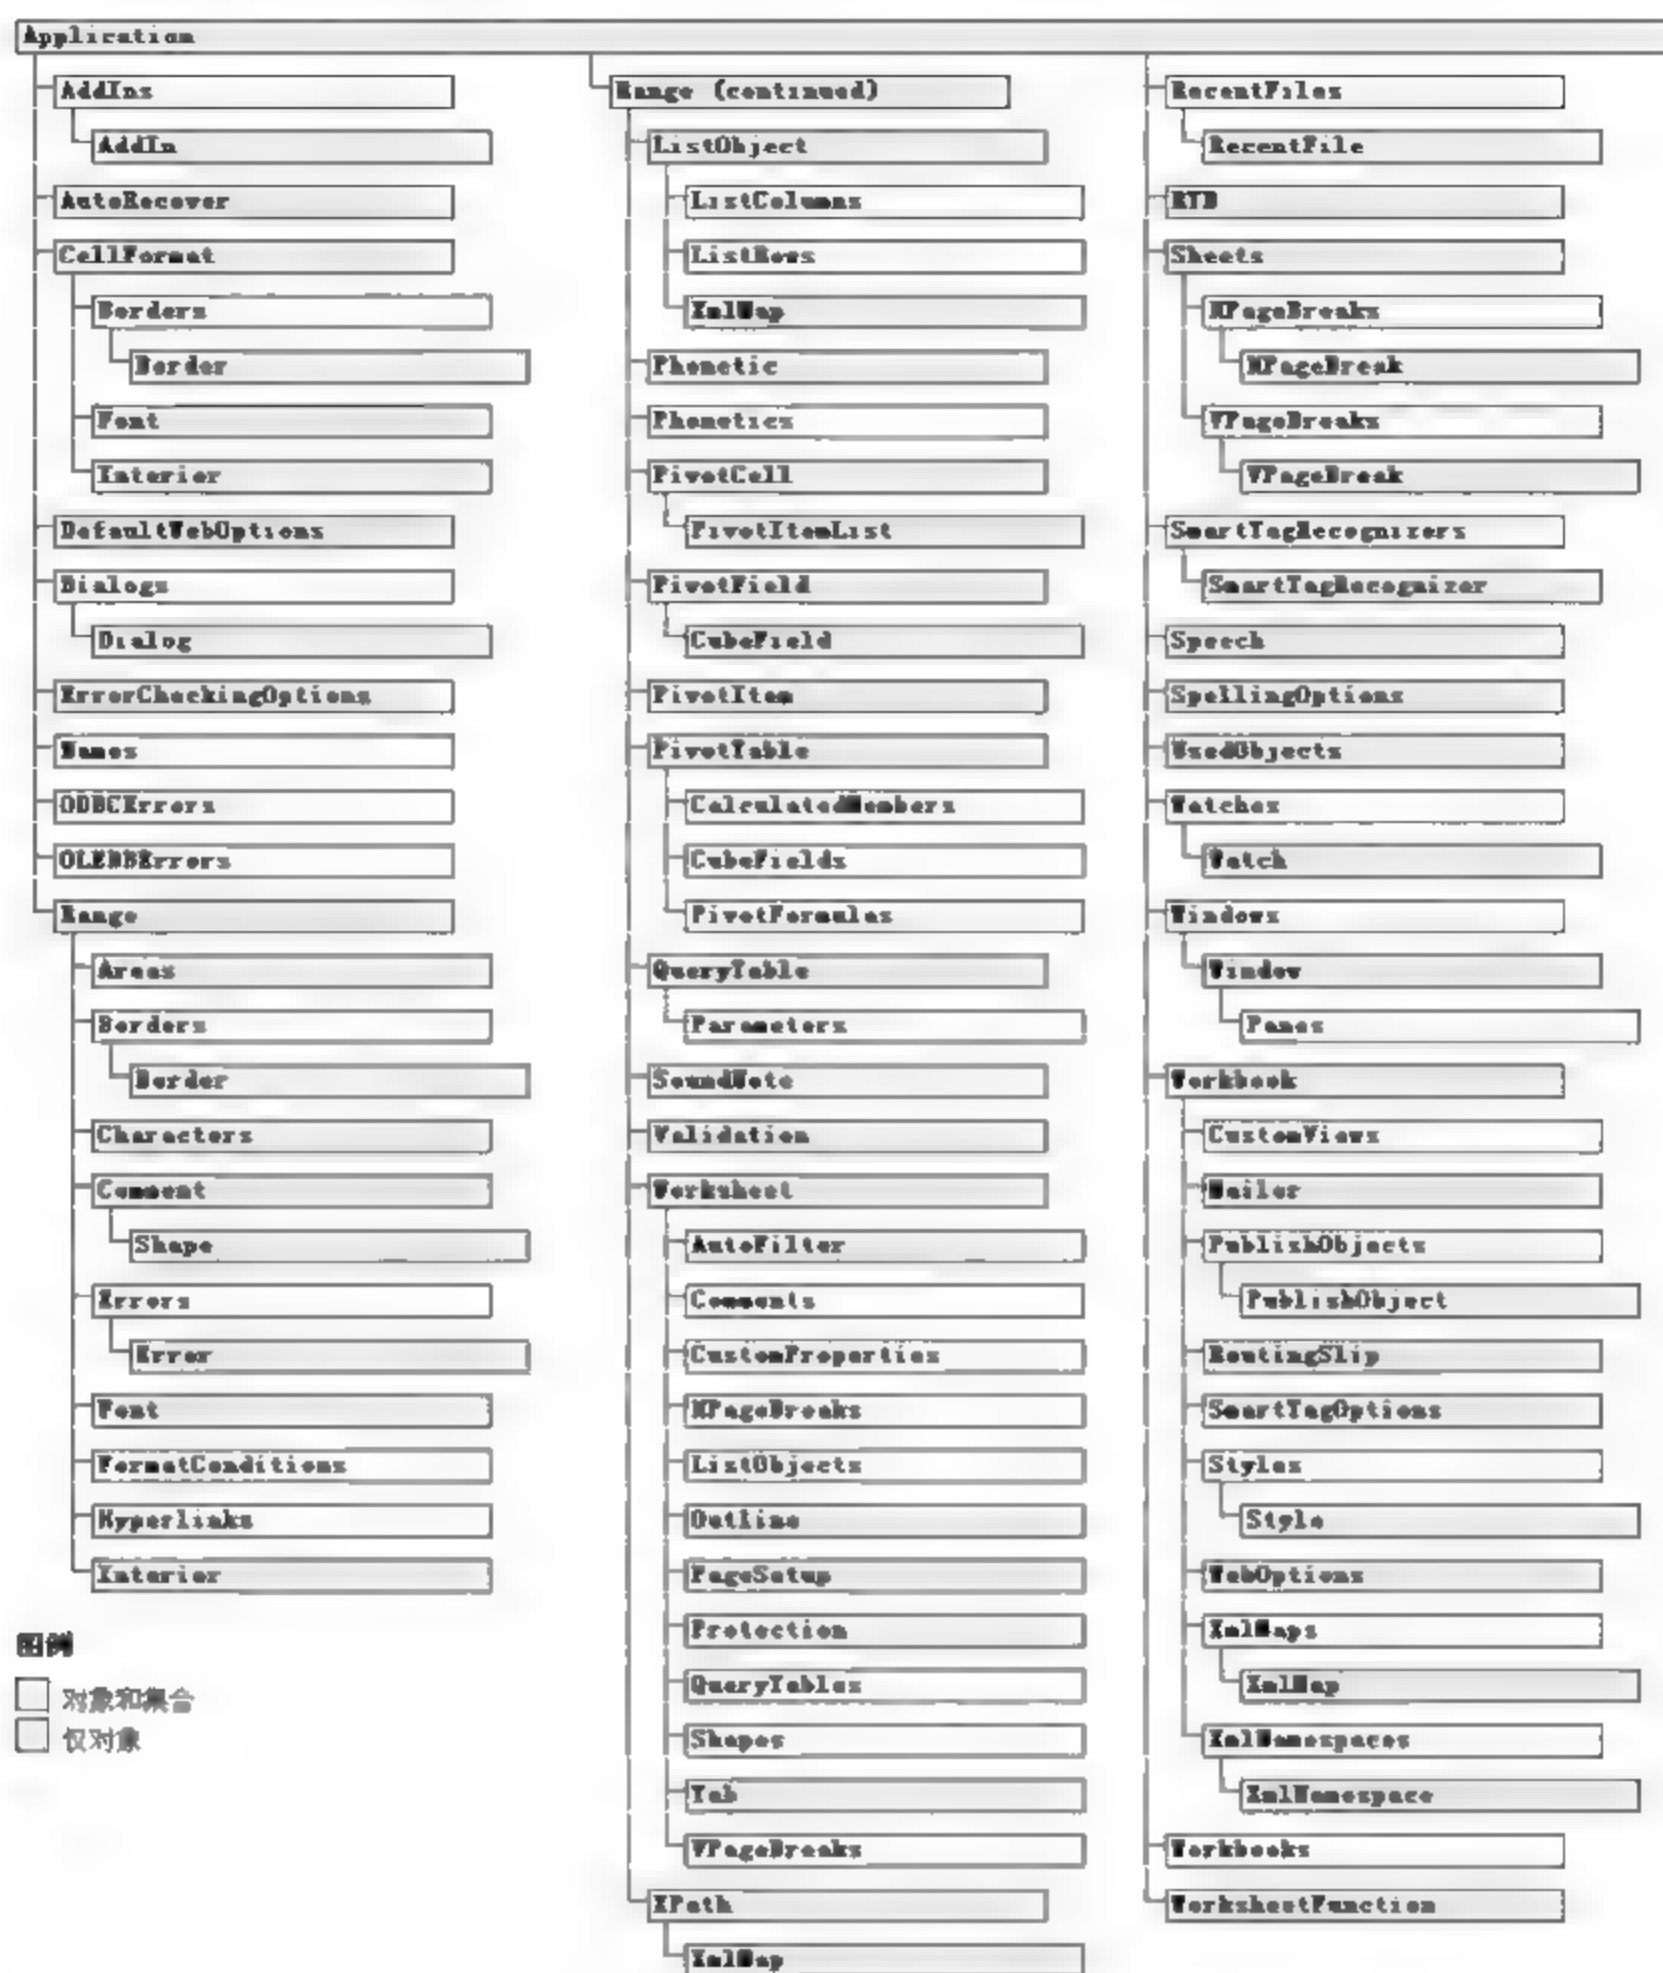 Application
AddIns
AddIn
AutoRecover
CellFormat
Borders
Border
Font
Interior
DefaultWebOptions
Dialogs
Dialog
ErrorCheckingOptions
Names
ODBCErrors
OLEDBErrors
Range
Areas
Borders
Border
Characters
Comment
Shape
Errors
Error
Font
FormatConditions
Hyperlinks
Interior
图例
对象和集合
仅对象
Range (continued)
ListObject
ListColumns
ListRows
XmlMap
Phonetic
Phonetics
PivotCell
PivotItemList
PivotField
CubeField
PivotItem
PivotTable
CalculatedMembers
CubeFields
PivotFormulas
QueryTable
Parameters
SoundNote
Validation
Worksheet
AutoFilter
Comments
CustomProperties
HPageBreaks
ListObjects
Outline
PageSetup
Protection
QueryTables
Shapes
Tab
VPageBreaks
XPath
XmlMap
RecentFiles
RecentFile
RTD
Sheets
HPageBreaks
HPageBreak
VPageBreaks
VPageBreak
SmartTagRecognizers
SmartTagRecognizer
Speech
SpellingOptions
UsedObjects
Watches
Watch
Windows
Window
Panes
Workbook
CustomViews
Mailer
PublishObjects
PublishObject
RoutingSlip
SmartTagOptions
Styles
Style
WebOptions
XmlMaps
XmlMap
XmlNamespaces
XmlNamespace
Workbooks
WorksheetFunction